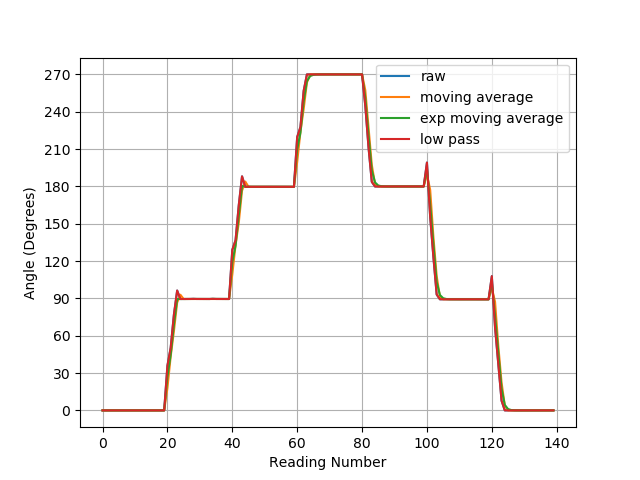 270
240
210
180
150
120
90
60
30
0
Angle (Degrees)
raw
moving average
exp moving average
low pass
0 20 40 60 80 100 120 140
Reading Number